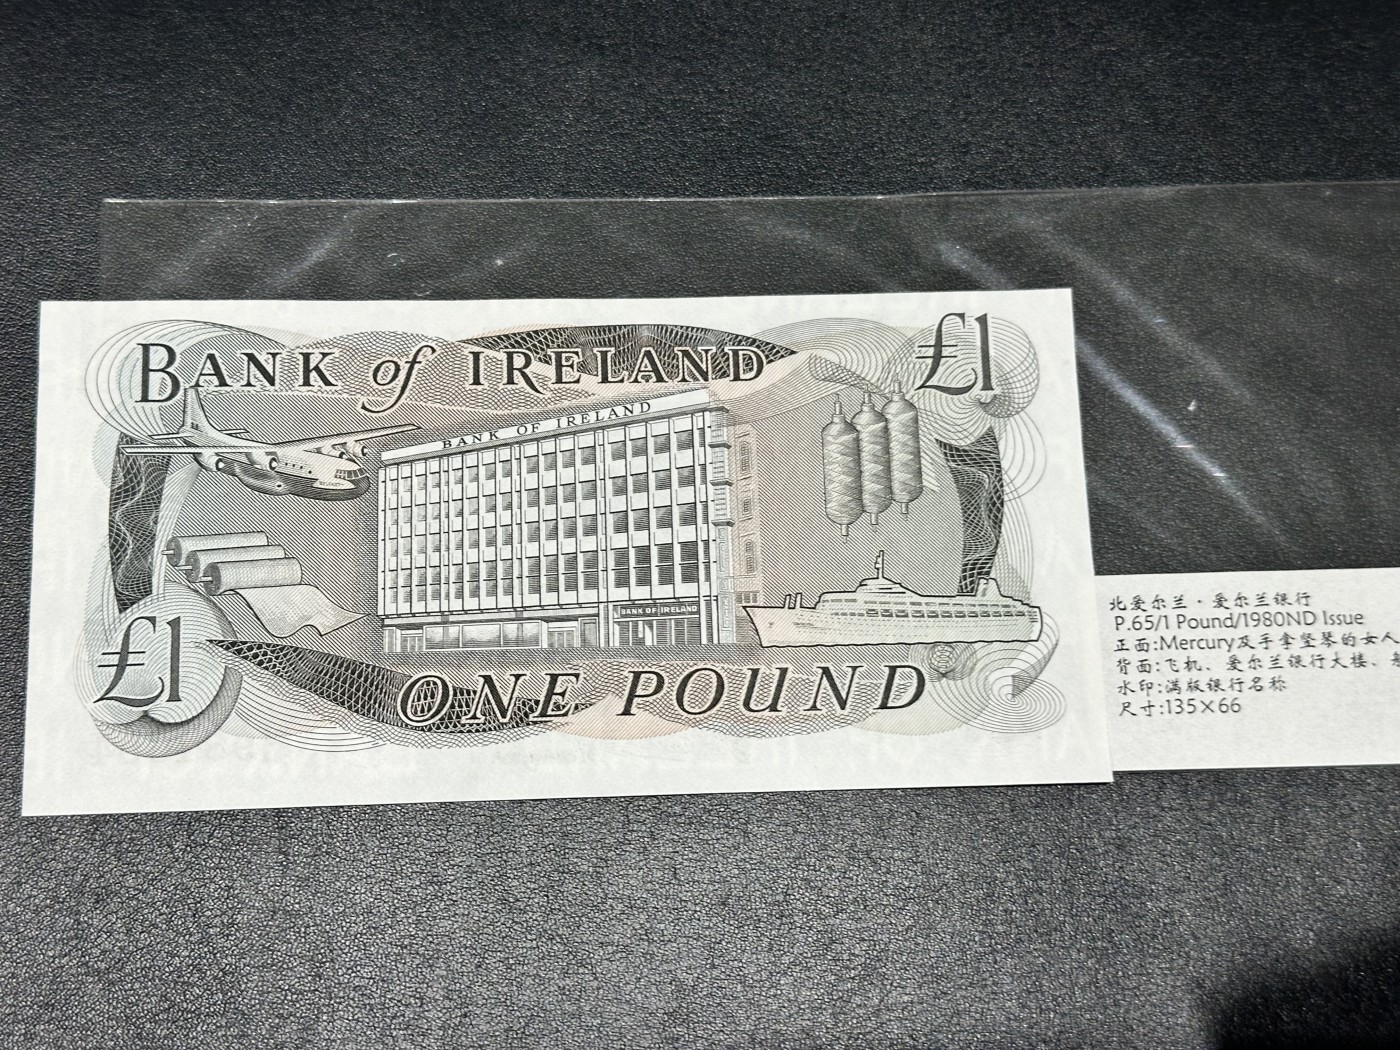 BANK of IRELAND
£1
BANK OF IRELAND
BANK OF IRELAND
£1
ONE POUND
北爱尔兰·爱尔兰银行
P.65/1 Pound/1980ND Issue
正面:Mercury及手拿竖琴的女人
背面:飞机、爱尔兰银行大楼、
水印:满版银行名称
尺寸:135×66